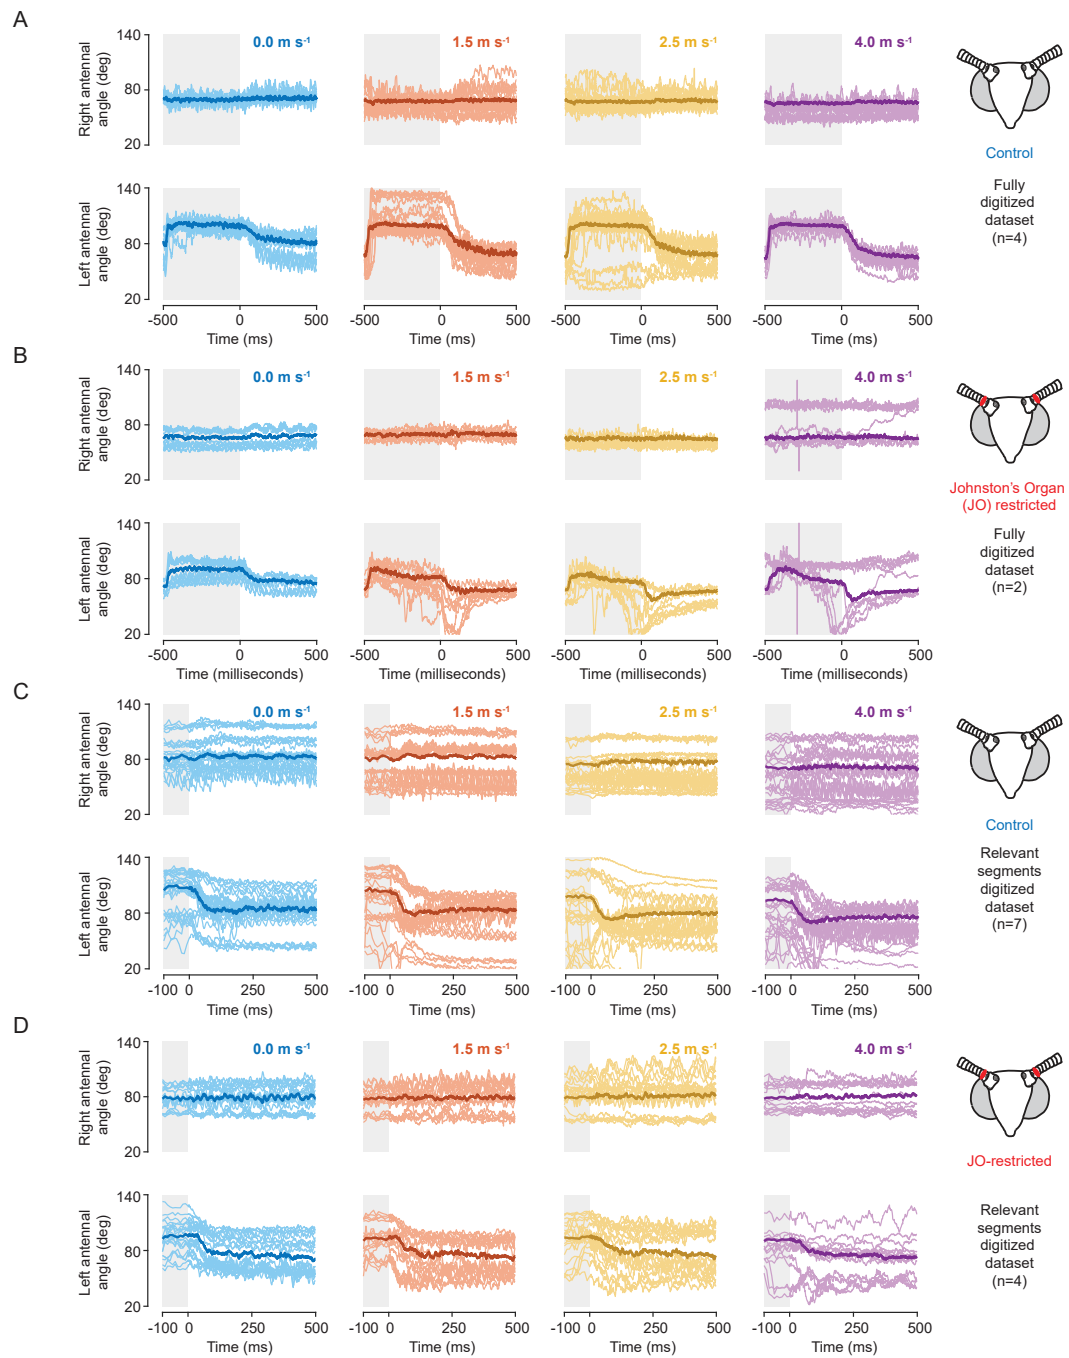 A
Right antennal
angle (deg)
140
80
20
0.0 m s-1
1.5 m s-1
2.5 m s-1
4.0 m s-1
Control
Fully
digitized
dataset
(n=4)
Left antennal
angle (deg)
140
80
20
-500 0 500
-500 0 500
-500 0 500
-500 0 500
Time (ms)
Time (ms)
Time (ms)
Time (ms)
B
Right antennal
angle (deg)
140
80
20
0.0 m s-1
1.5 m s-1
2.5 m s-1
4.0 m s-1
Johnston's Organ
(JO) restricted
Fully
digitized
dataset
(n=2)
Left antennal
angle (deg)
140
80
20
-500 0 500
-500 0 500
-500 0 500
-500 0 500
Time (milliseconds)
Time (milliseconds)
Time (milliseconds)
Time (milliseconds)
C
Right antennal
angle (deg)
140
80
20
0.0 m s-1
1.5 m s-1
2.5 m s-1
4.0 m s-1
Control
Relevant
segments
digitized
dataset
(n=7)
Left antennal
angle (deg)
140
80
20
-100 0 250 500
-100 0 250 500
-100 0 250 500
-100 0 250 500
Time (ms)
Time (ms)
Time (ms)
Time (ms)
D
Right antennal
angle (deg)
140
80
20
0.0 m s-1
1.5 m s-1
2.5 m s-1
4.0 m s-1
JO-restricted
Relevant
segments
digitized
dataset
(n=4)
Left antennal
angle (deg)
140
80
20
-100 0 250 500
-100 0 250 500
-100 0 250 500
-100 0 250 500
Time (ms)
Time (ms)
Time (ms)
Time (ms)